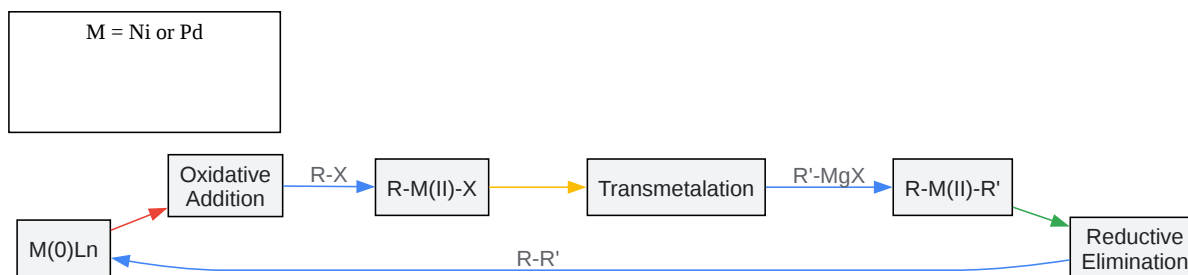 M = Ni or Pd
Oxidative
Addition
R-X
R-M(II)-X
Transmetalation
R'-MgX
R-M(II)-R'
M(0)Ln
R-R'
Reductive
Elimination